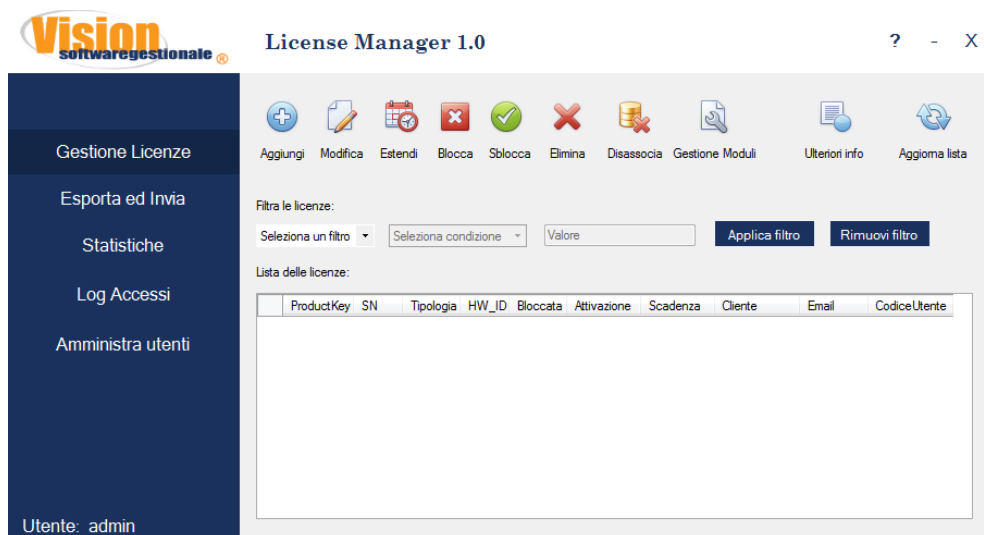 Vision
softwaregestionale ®
License Manager 1.0
? - X
Gestione Licenze
Esporta ed Invia
Statistiche
Log Accessi
Amministra utenti
Utente: admin
Aggiungi Modifica Estendi Blocca Sblocca Elimina Disassocia Gestione Moduli Ulteriori info Aggiorna lista
Filtra le licenze:
Seleziona un filtro Seleziona condizione Valore Applica filtro Rimuovi filtro
Lista delle licenze:
ProductKey SN Tipologia HW_ID Bloccata Attivazione Scadenza Cliente Email CodiceUtente